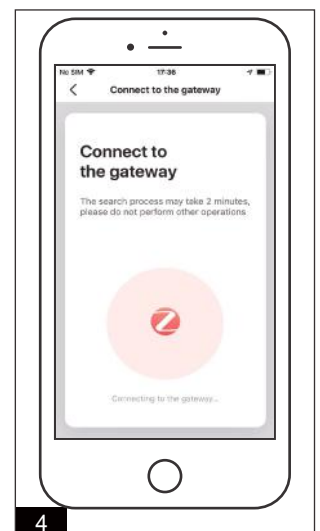 No SIM 17:36
Connect to the gateway
Connect to
the gateway
The search process may take 2 minutes,
please do not perform other operations
Z
Connecting to the gateway...
4